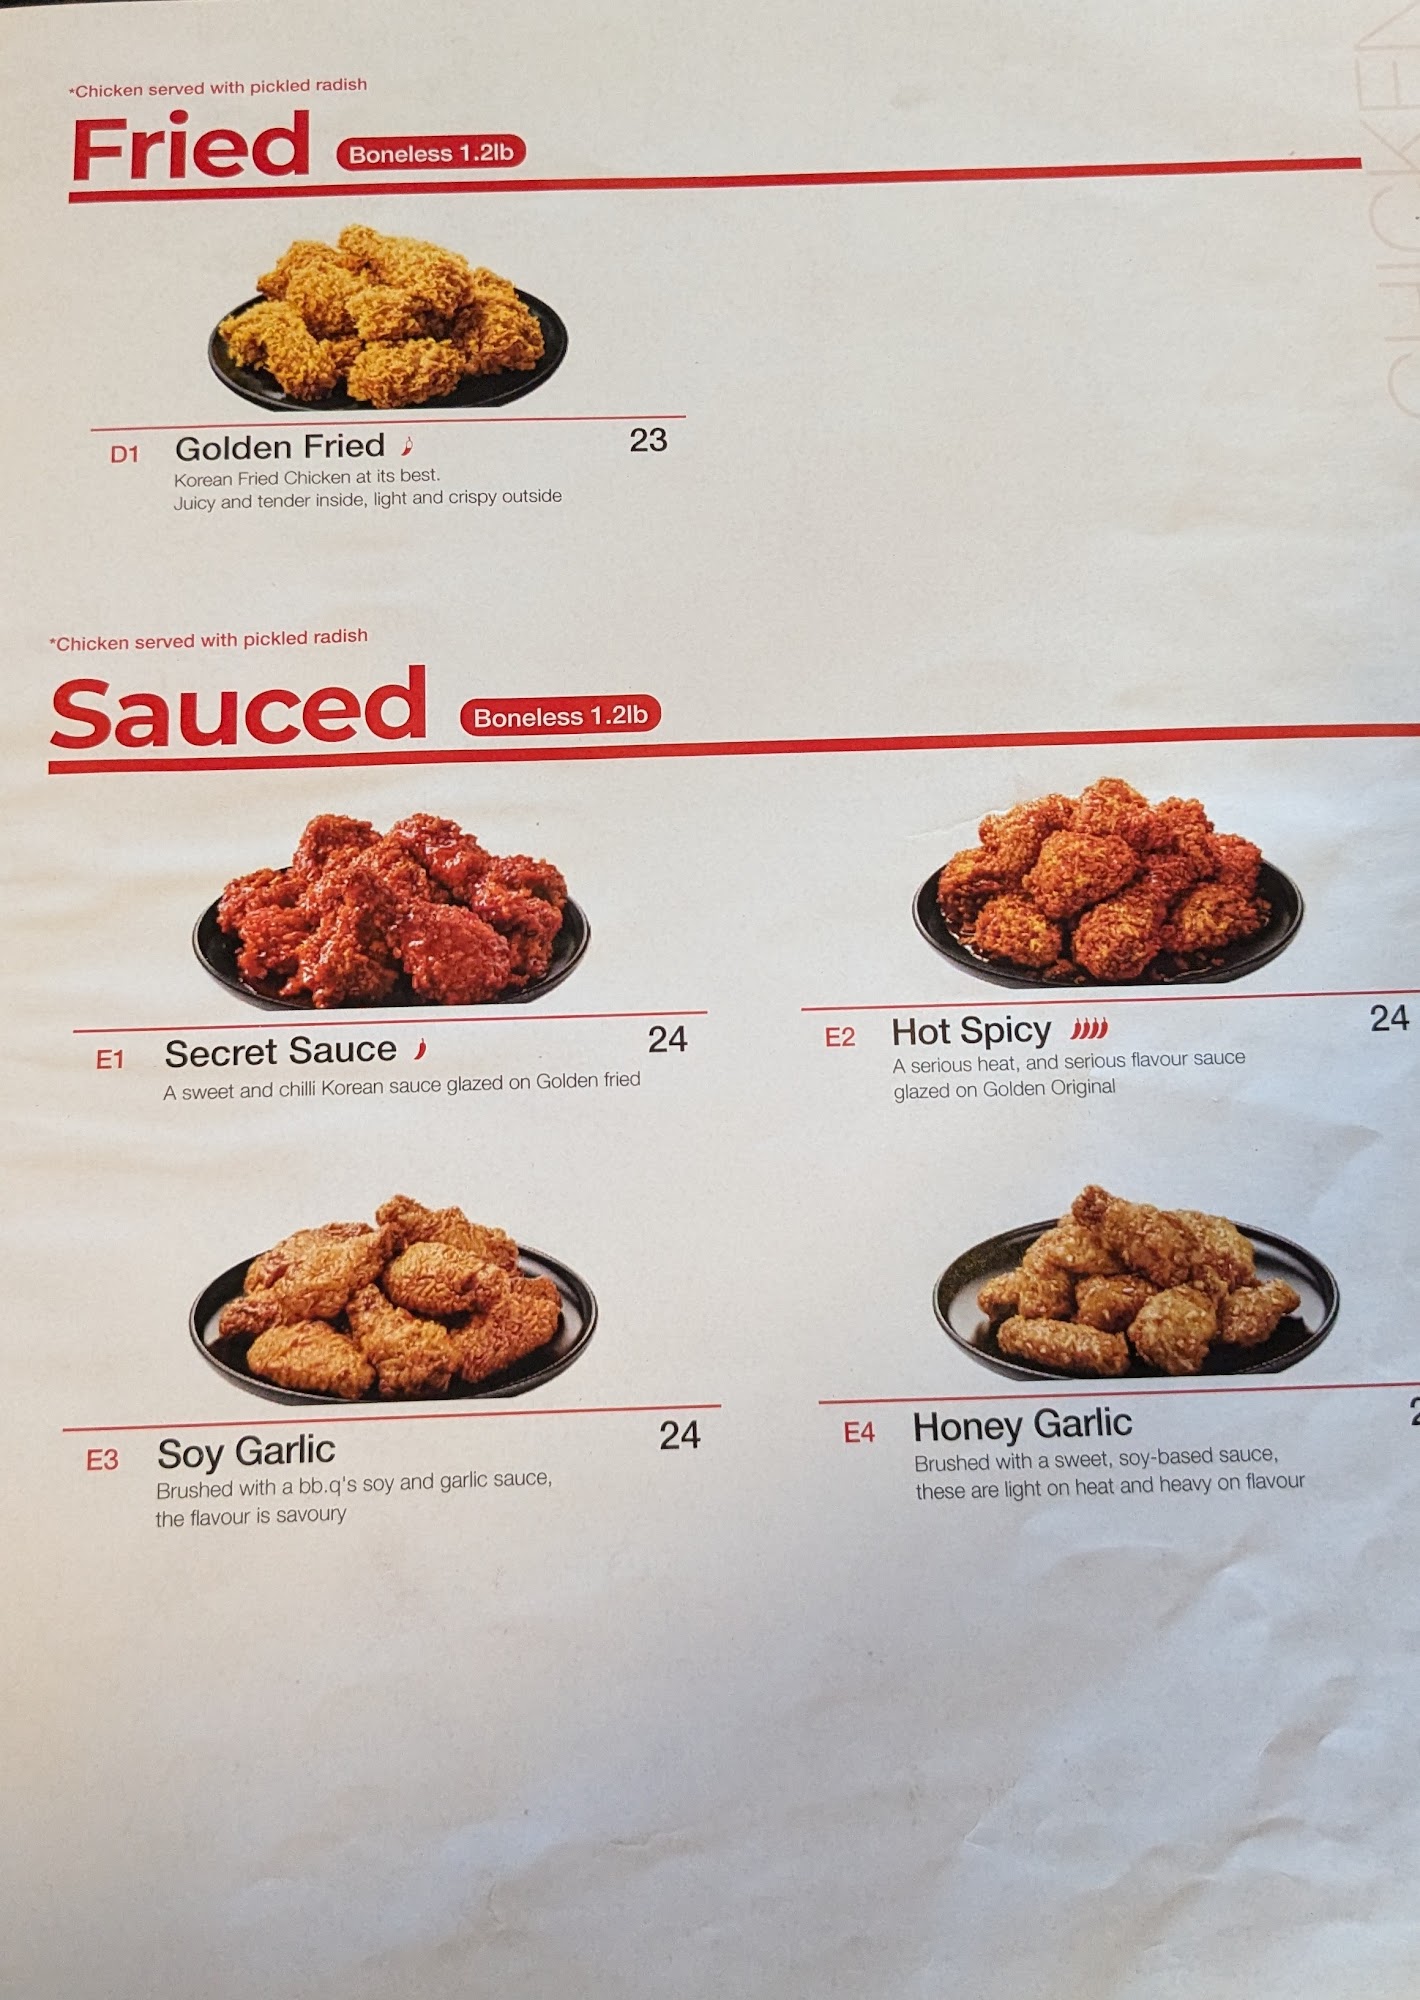 *Chicken served with pickled radish
Fried Boneless 1.2lb
CHICKEN
D1 Golden Fried 23
Korean Fried Chicken at its best.
Juicy and tender inside, light and crispy outside
*Chicken served with pickled radish
Sauced Boneless 1.2lb
E1 Secret Sauce 24
A sweet and chilli Korean sauce glazed on Golden fried
E2 Hot Spicy 24
A serious heat, and serious flavour sauce
glazed on Golden Original
E3 Soy Garlic 24
Brushed with a bb.q's soy and garlic sauce,
the flavour is savoury
E4 Honey Garlic
Brushed with a sweet, soy-based sauce,
these are light on heat and heavy on flavour